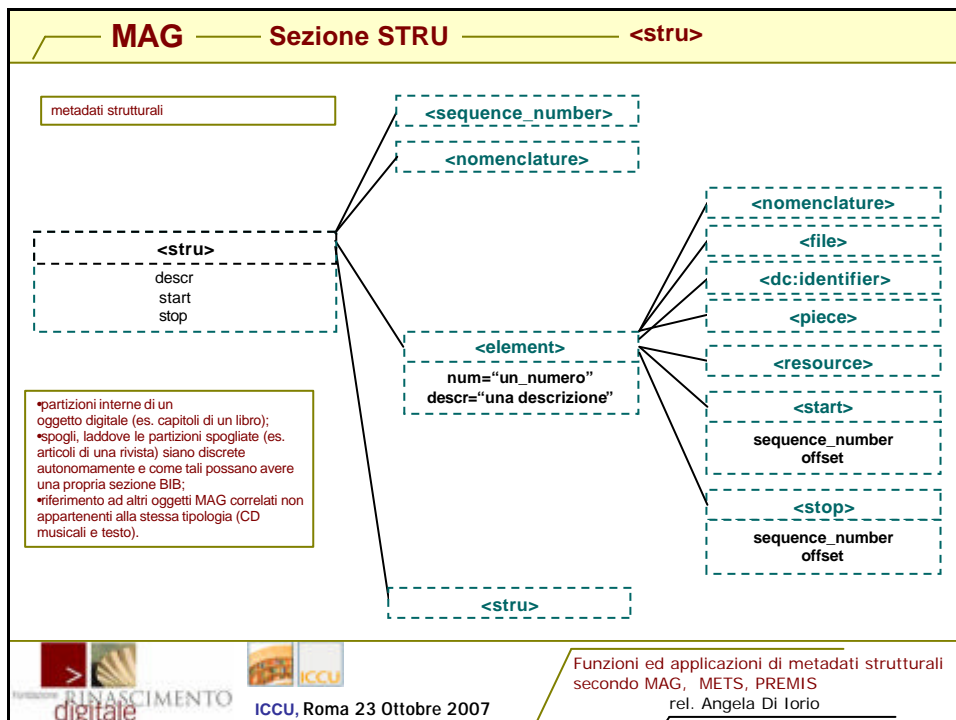 MAG Sezione STRU <stru>
metadati strutturali
<sequence_number>
<nomenclature>
<stru>
descr
start
stop
<element>
num=“un_numero”
descr=“una descrizione”
<nomenclature>
<file>
<dc:identifier>
<piece>
<resource>
<start>
sequence_number
offset
<stop>
sequence_number
offset
•partizioni interne di un
oggetto digitale (es. capitoli di un libro);
•spogli, laddove le partizioni spogliate (es.
articoli di una rivista) siano discrete
autonomamente e come tali possano avere
una propria sezione BIB;
•riferimento ad altri oggetti MAG correlati non
appartenenti alla stessa tipologia (CD
musicali e testo).
<stru>
Fondazione RINASCIMENTO
digitale
ICCU
ICCU, Roma 23 Ottobre 2007
Funzioni ed applicazioni di metadati strutturali
secondo MAG, METS, PREMIS
rel. Angela Di Iorio